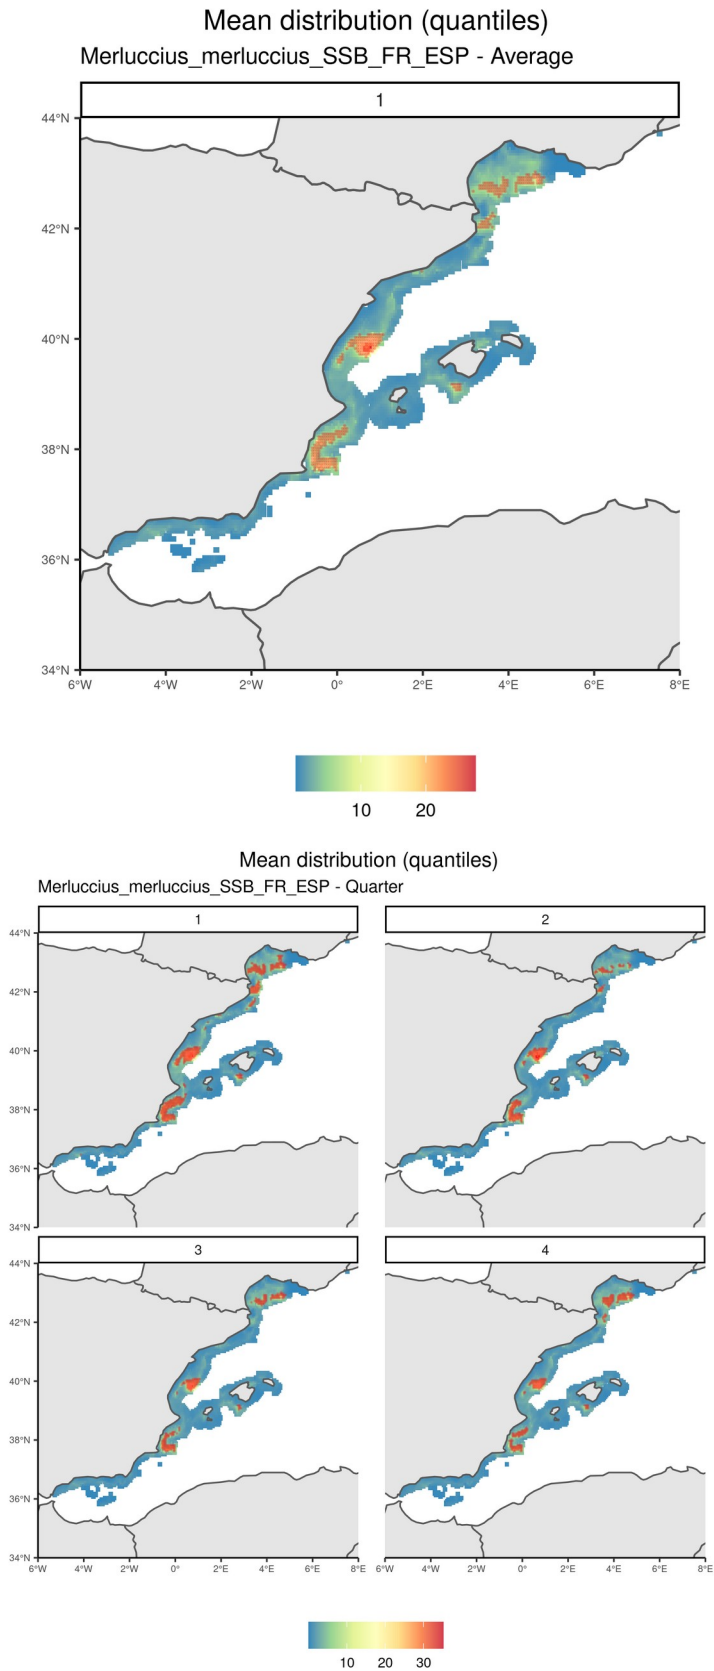 Mean distribution (quantiles)
Merluccius_merluccius_SSB_FR_ESP - Average
1
44°N
42°N
40°N
38°N
36°N
34°N
6°W 4°W 2°W 0° 2°E 4°E 6°E 8°E
10 20
Mean distribution (quantiles)
Merluccius_merluccius_SSB_FR_ESP - Quarter
1 2
44°N
42°N
40°N
38°N
36°N
34°N
3 4
44°N
42°N
40°N
38°N
36°N
34°N
6°W 4°W 2°W 0° 2°E 4°E 6°E 8°E 6°W 4°W 2°W 0° 2°E 4°E 6°E 8°E
10 20 30